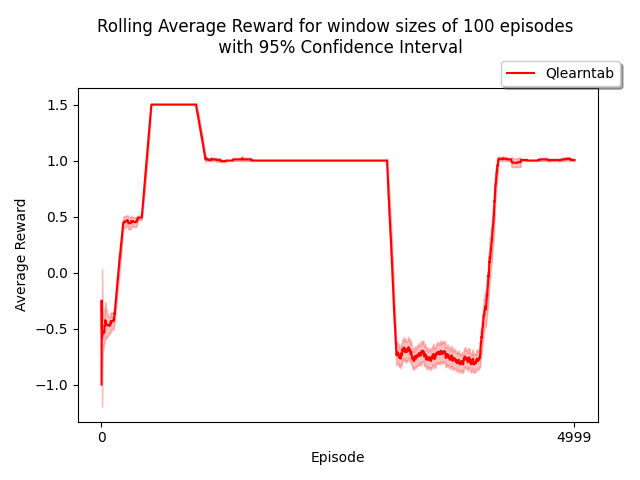 Rolling Average Reward for window sizes of 100 episodes
with 95% Confidence Interval
Qlearntab
1.5
1.0
0.5
0.0
−0.5
−1.0
Average Reward
0
4999
Episode